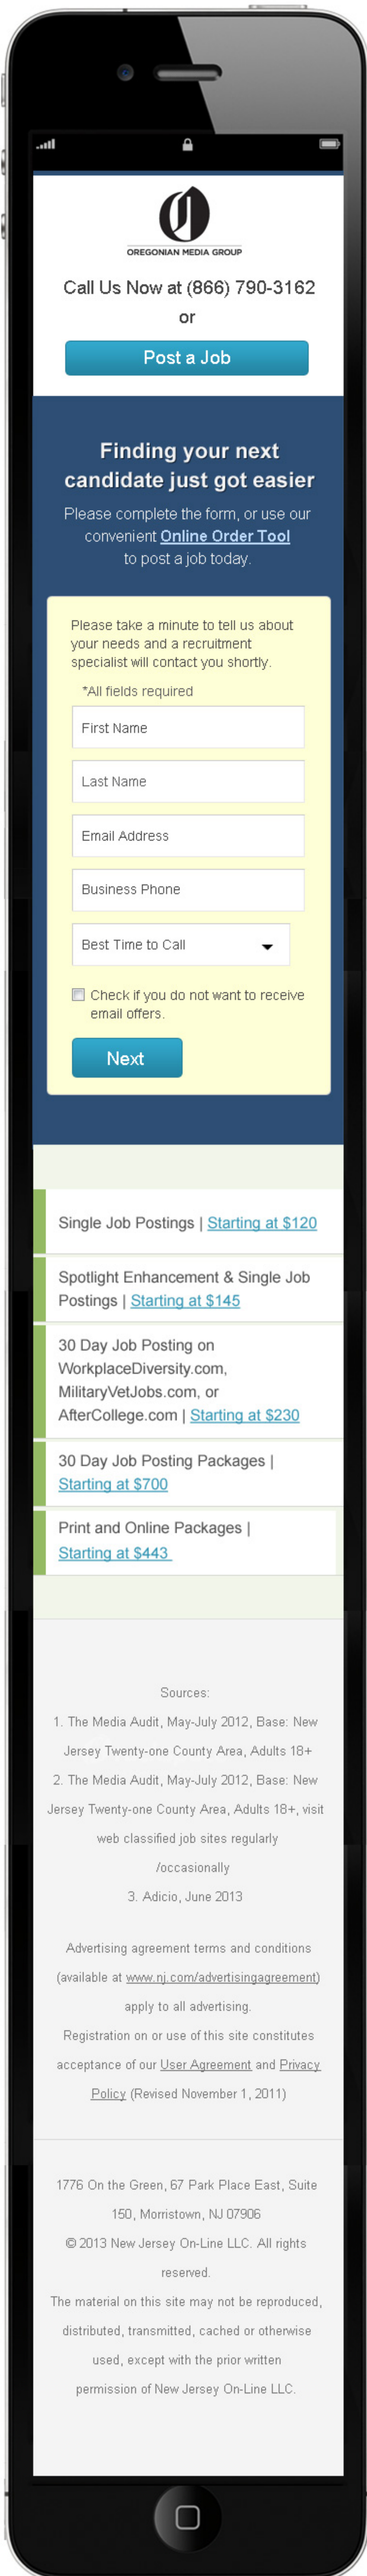 OREGONIAN MEDIA GROUP
Call Us Now at (866) 790-3162
or
Post a Job
Finding your next
candidate just got easier
Please complete the form, or use our
convenient Online Order Tool
to post a job today.
Please take a minute to tell us about
your needs and a recruitment
specialist will contact you shortly.
*All fields required
First Name
Last Name
Email Address
Business Phone
Best Time to Call
Check if you do not want to receive
email offers.
Next
Single Job Postings | Starting at $120
Spotlight Enhancement & Single Job
Postings | Starting at $145
30 Day Job Posting on
WorkplaceDiversity.com,
MilitaryVetJobs.com, or
AfterCollege.com | Starting at $230
30 Day Job Posting Packages |
Starting at $700
Print and Online Packages |
Starting at $443
Sources:
1. The Media Audit, May-July 2012, Base: New
Jersey Twenty-one County Area, Adults 18+
2. The Media Audit, May-July 2012, Base: New
Jersey Twenty-one County Area, Adults 18+, visit
web classified job sites regularly
/occasionally
3. Adicio, June 2013
Advertising agreement terms and conditions
(available at www.nj.com/advertisingagreement)
apply to all advertising.
Registration on or use of this site constitutes
acceptance of our User Agreement and Privacy
Policy (Revised November 1, 2011)
1776 On the Green, 67 Park Place East, Suite
150, Morristown, NJ 07906
© 2013 New Jersey On-Line LLC. All rights
reserved.
The material on this site may not be reproduced,
distributed, transmitted, cached or otherwise
used, except with the prior written
permission of New Jersey On-Line LLC.